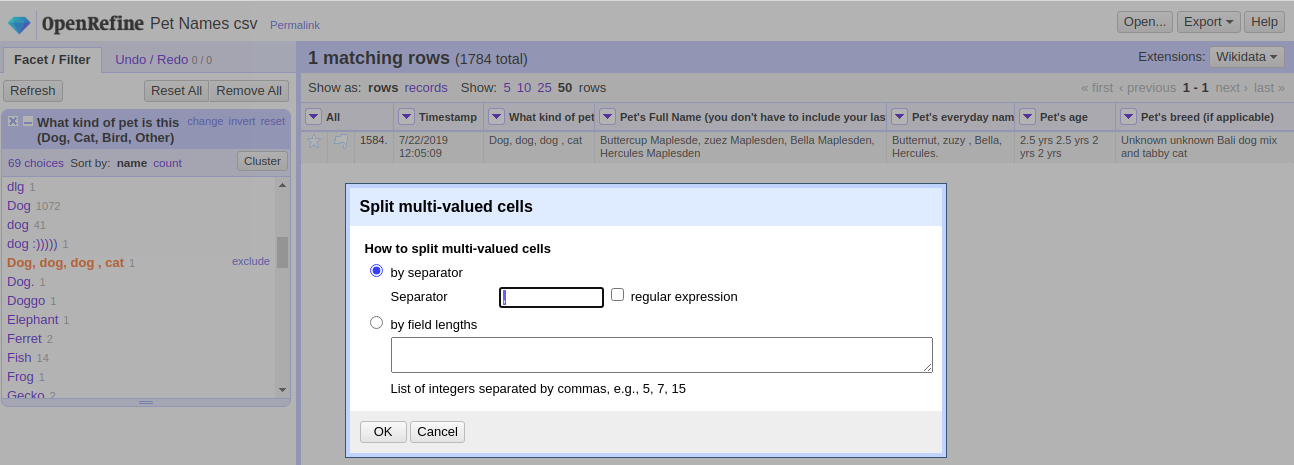 OpenRefine Pet Names csv Permalink Open... Export Help
Facet / Filter Undo / Redo 0 / 0
Refresh Reset All Remove All
What kind of pet is this (Dog, Cat, Bird, Other) change invert reset
69 choices Sort by: name count Cluster
dlg 1
Dog 1072
dog 41
dog :))))) 1
Dog, dog, dog , cat 1 exclude
Dog. 1
Doggo 1
Elephant 1
Ferret 2
Fish 14
Frog 1
Gecko 2
1 matching rows (1784 total) Extensions: Wikidata
Show as: rows records Show: 5 10 25 50 rows « first ‹ previous 1 - 1 next › last »
All Timestamp What kind of pet Pet's Full Name (you don't have to include your las Pet's everyday nam Pet's age Pet's breed (if applicable)
1584. 7/22/2019 Dog, dog, dog , cat Buttercup Maplesde, zuez Maplesden, Bella Maplesden, Butternut, zuzy , Bella, 2.5 yrs 2.5 yrs 2 Unknown unknown Bali dog mix
12:05:09 Hercules Maplesden Hercules. yrs 2 yrs and tabby cat
Split multi-valued cells
How to split multi-valued cells
by separator
Separator , regular expression
by field lengths
List of integers separated by commas, e.g., 5, 7, 15
OK Cancel